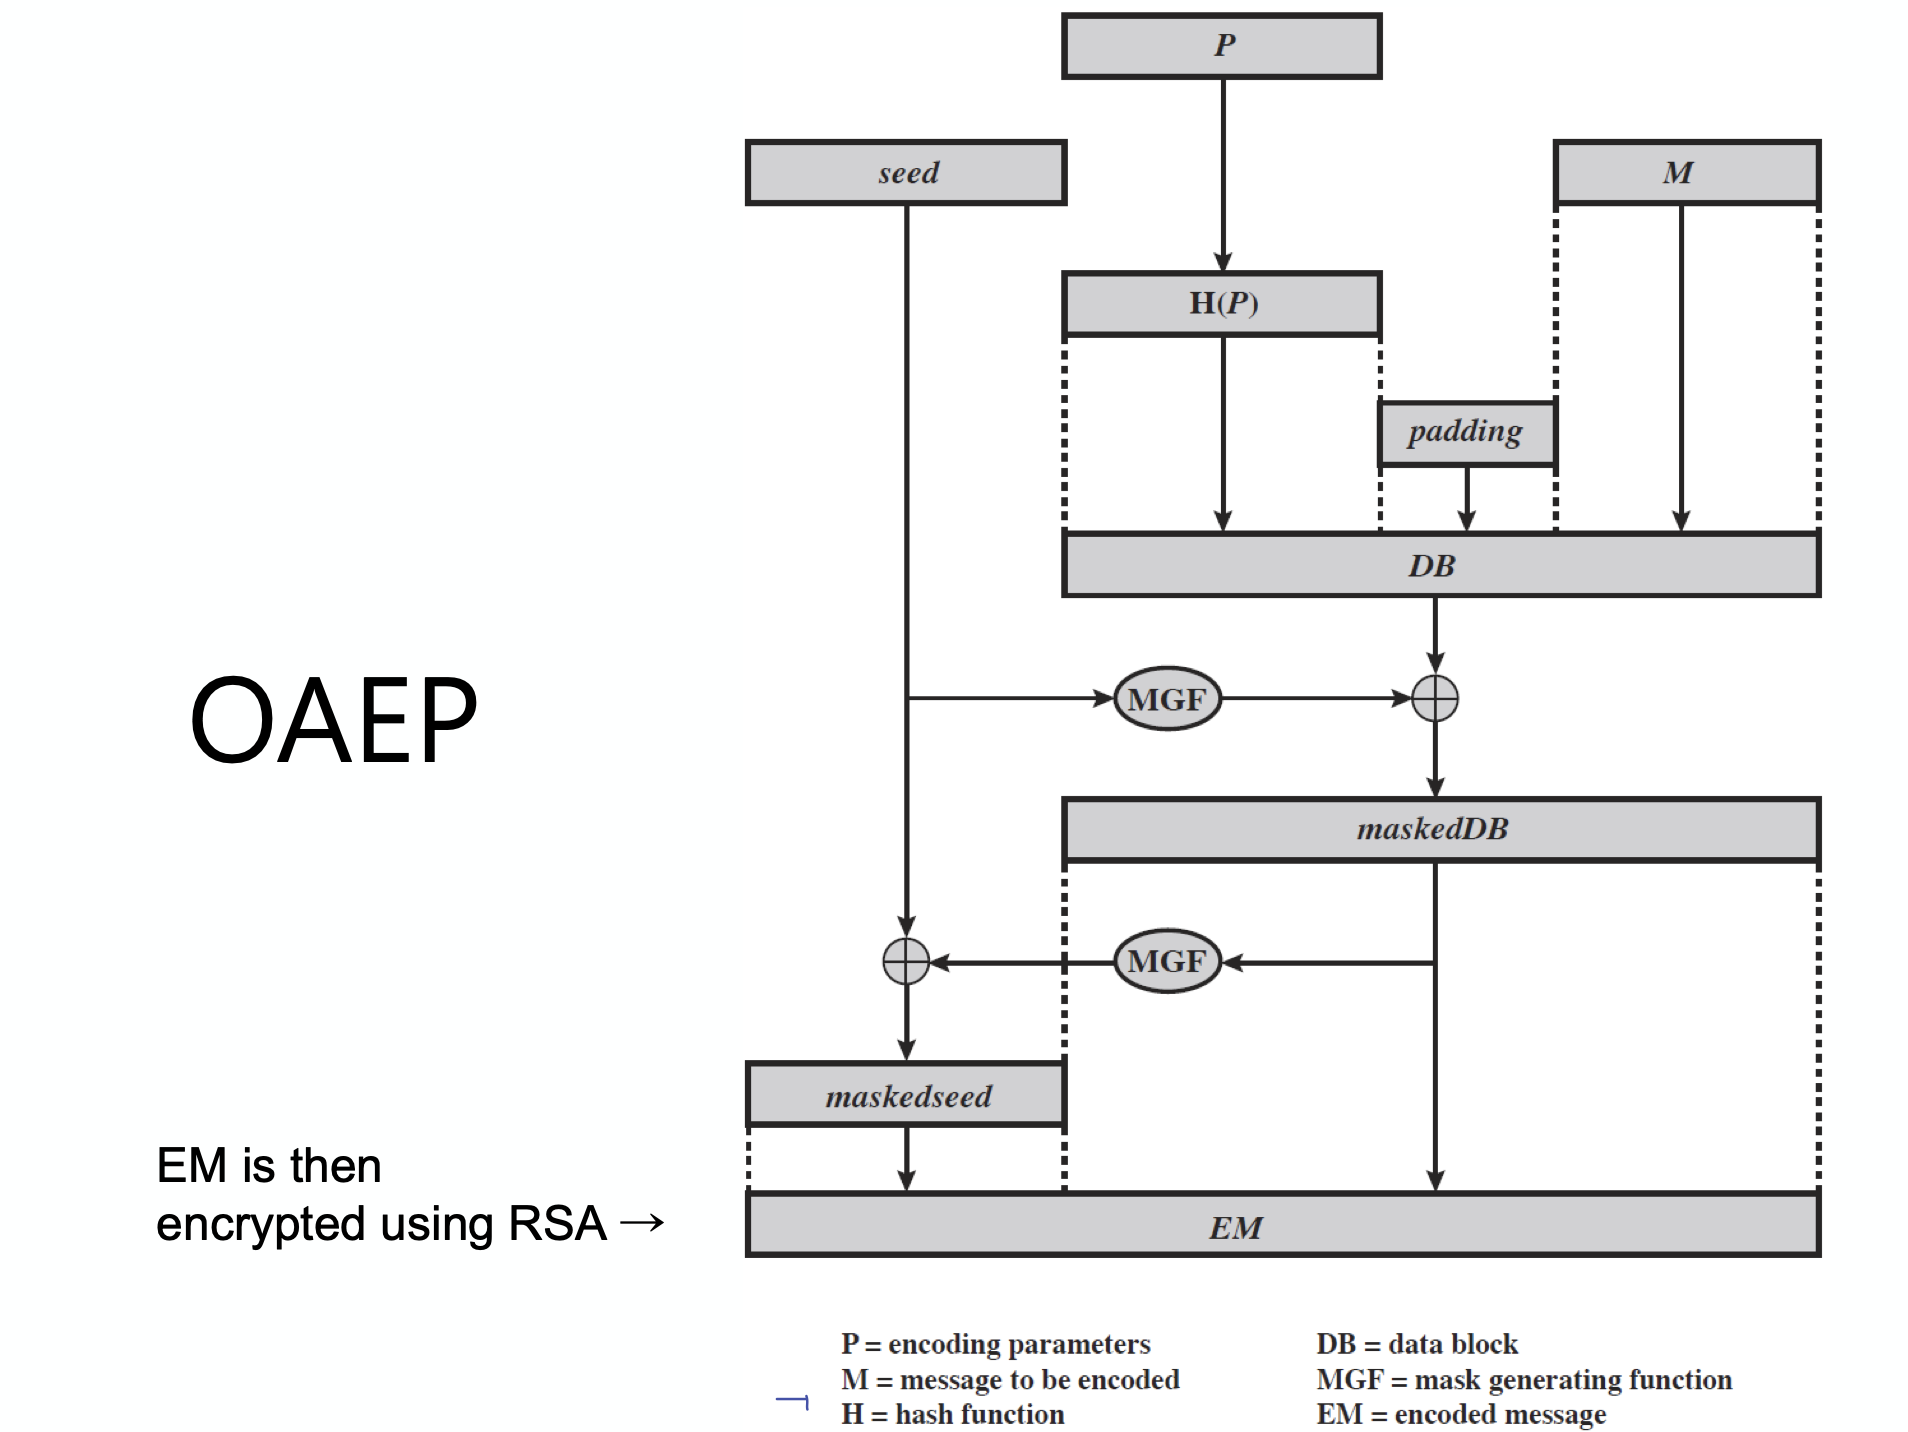 P
seed
M
H(P)
padding
DB
MGF
OAEP
maskedDB
MGF
maskedseed
EM is then
encrypted using RSA →
EM
P = encoding parameters
M = message to be encoded
H = hash function
DB = data block
MGF = mask generating function
EM = encoded message